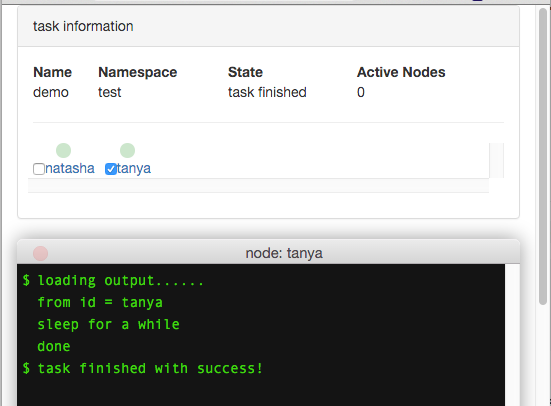 task information
Name Namespace State Active Nodes
demo test task finished 0
natasha tanya
node: tanya
$ loading output......
from id = tanya
sleep for a while
done
$ task finished with success!